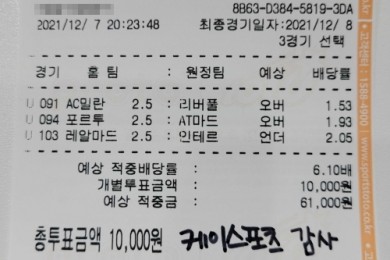 8B63-D384-5819-3DA
2021/12/ 7 20:23:48 최종경기일자:2021/12/ 8
3경기 선택
경기 홈 팀 : 원정팀 예상 배당률
U 091 AC밀란 2.5 : 리버풀 오버 1.53
U 094 포르투 2.5 : AT마드 오버 1.93
U 103 레알마드 2.5 : 인테르 언더 2.05
예상 적중배당률 : 6.10배
개별투표금액 : 10,000원
예상 적중금 : 61,000원
총투표금액 10,000원 케이스포츠 감사